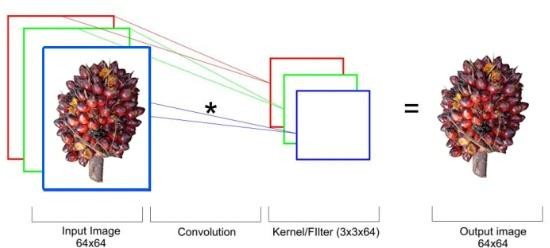 *
=
Input Image
64x64
Convolution
Kernel/FIlter (3x3x64)
Output image
64x64